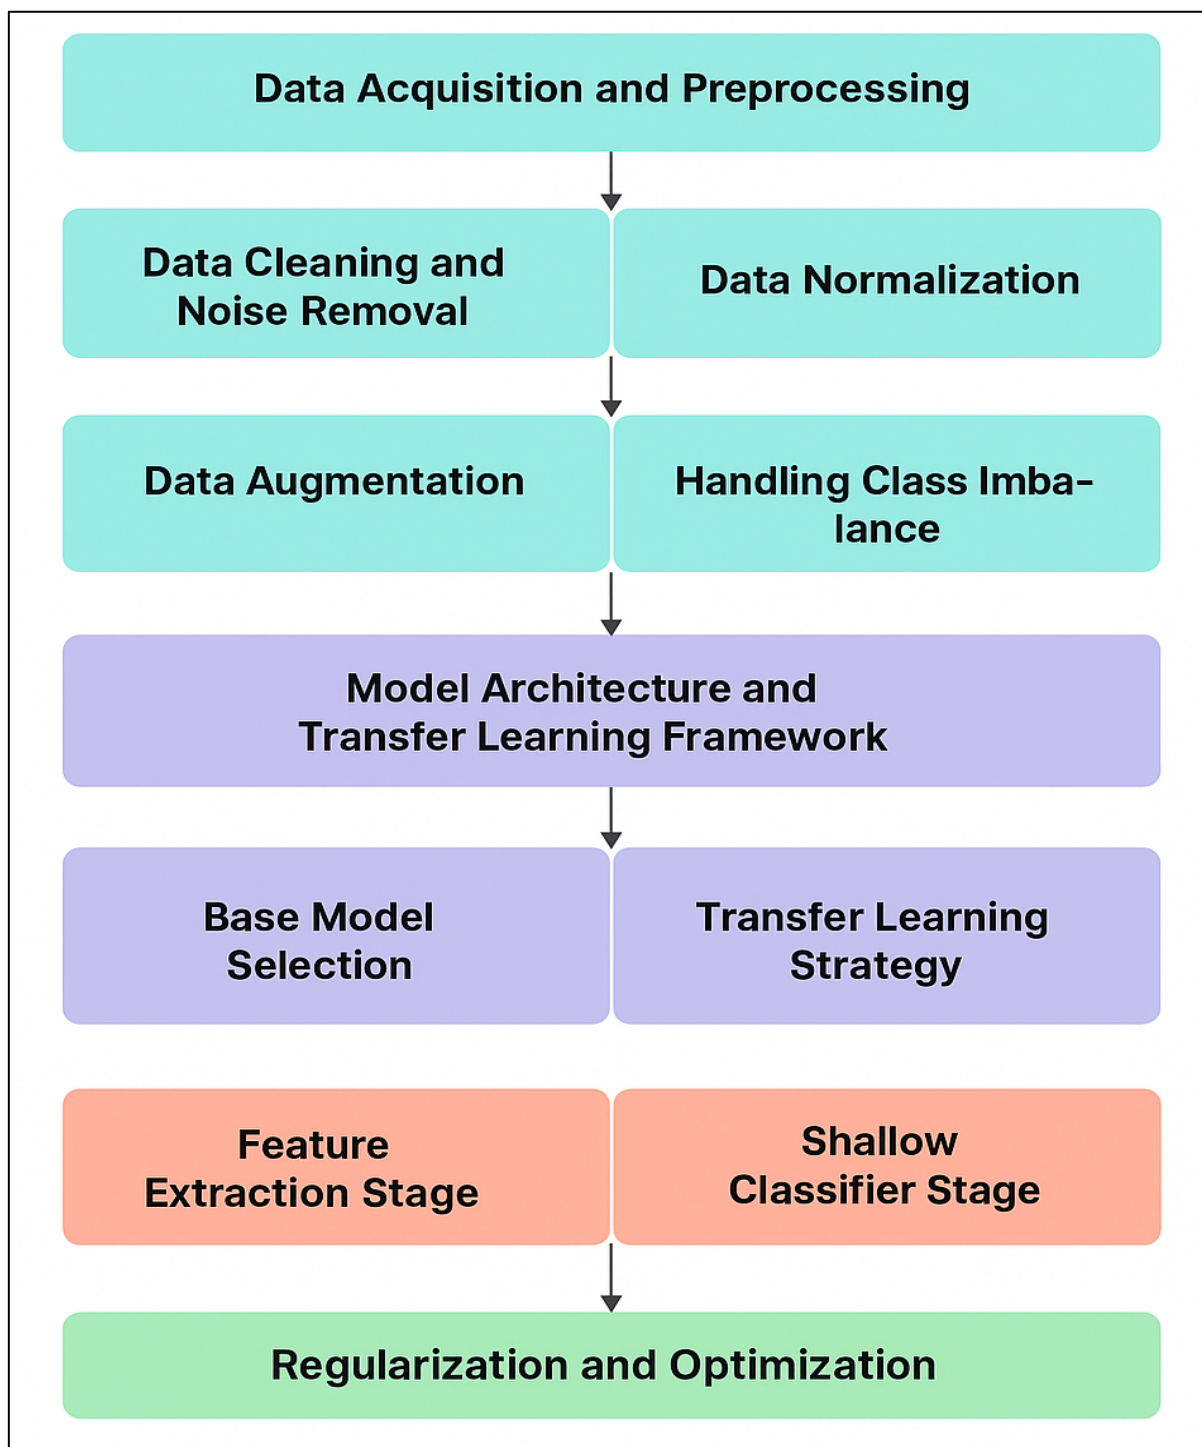 Data Acquisition and Preprocessing
Data Cleaning and
Noise Removal
Data Normalization
Data Augmentation
Handling Class Imba-
lance
Model Architecture and
Transfer Learning Framework
Base Model
Selection
Transfer Learning
Strategy
Feature
Extraction Stage
Shallow
Classifier Stage
Regularization and Optimization